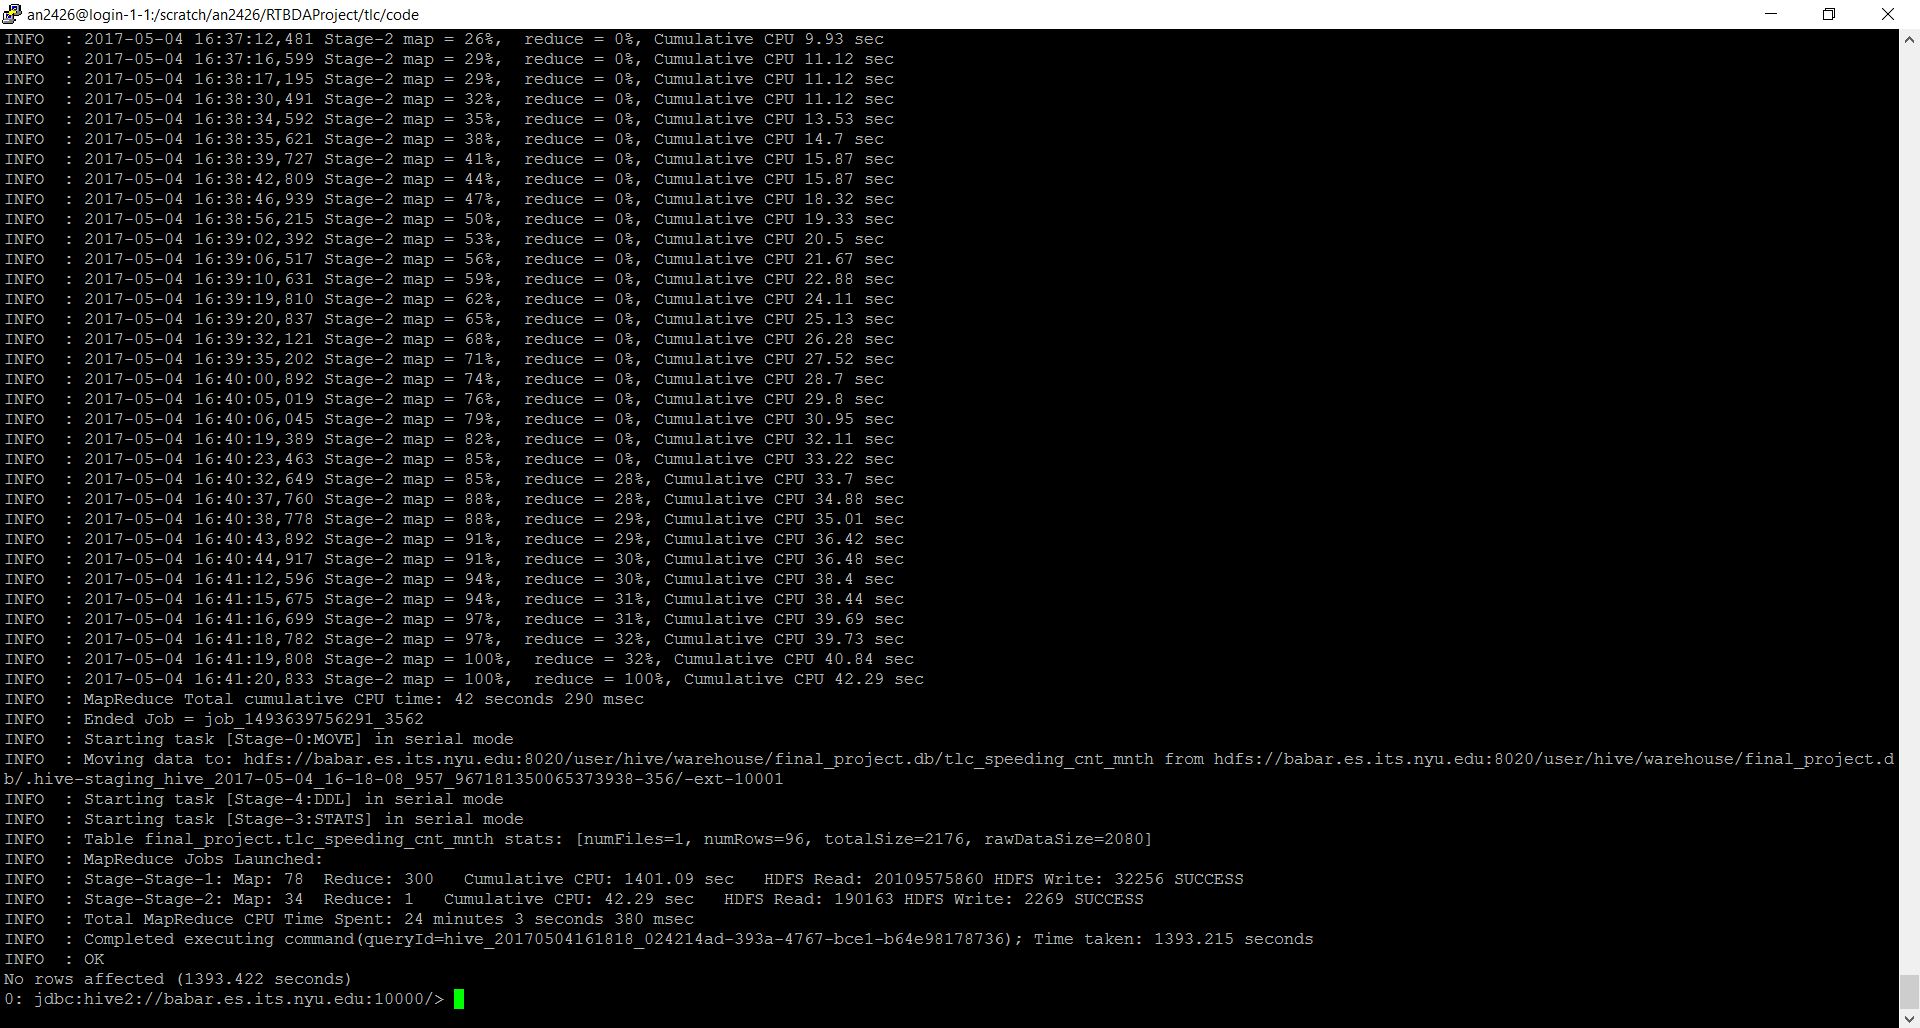 an2426@login-1-1:/scratch/an2426/RTBDAProject/tlc/code
INFO  : 2017-05-04 16:37:12,481 Stage-2 map = 26%,  reduce = 0%, Cumulative CPU 9.93 sec
INFO  : 2017-05-04 16:37:16,599 Stage-2 map = 29%,  reduce = 0%, Cumulative CPU 11.12 sec
INFO  : 2017-05-04 16:38:17,195 Stage-2 map = 29%,  reduce = 0%, Cumulative CPU 11.12 sec
INFO  : 2017-05-04 16:38:30,491 Stage-2 map = 32%,  reduce = 0%, Cumulative CPU 11.12 sec
INFO  : 2017-05-04 16:38:34,592 Stage-2 map = 35%,  reduce = 0%, Cumulative CPU 13.53 sec
INFO  : 2017-05-04 16:38:35,621 Stage-2 map = 38%,  reduce = 0%, Cumulative CPU 14.7 sec
INFO  : 2017-05-04 16:38:39,727 Stage-2 map = 41%,  reduce = 0%, Cumulative CPU 15.87 sec
INFO  : 2017-05-04 16:38:42,809 Stage-2 map = 44%,  reduce = 0%, Cumulative CPU 15.87 sec
INFO  : 2017-05-04 16:38:46,939 Stage-2 map = 47%,  reduce = 0%, Cumulative CPU 18.32 sec
INFO  : 2017-05-04 16:38:56,215 Stage-2 map = 50%,  reduce = 0%, Cumulative CPU 19.33 sec
INFO  : 2017-05-04 16:39:02,392 Stage-2 map = 53%,  reduce = 0%, Cumulative CPU 20.5 sec
INFO  : 2017-05-04 16:39:06,517 Stage-2 map = 56%,  reduce = 0%, Cumulative CPU 21.67 sec
INFO  : 2017-05-04 16:39:10,631 Stage-2 map = 59%,  reduce = 0%, Cumulative CPU 22.88 sec
INFO  : 2017-05-04 16:39:19,810 Stage-2 map = 62%,  reduce = 0%, Cumulative CPU 24.11 sec
INFO  : 2017-05-04 16:39:20,837 Stage-2 map = 65%,  reduce = 0%, Cumulative CPU 25.13 sec
INFO  : 2017-05-04 16:39:32,121 Stage-2 map = 68%,  reduce = 0%, Cumulative CPU 26.28 sec
INFO  : 2017-05-04 16:39:35,202 Stage-2 map = 71%,  reduce = 0%, Cumulative CPU 27.52 sec
INFO  : 2017-05-04 16:40:00,892 Stage-2 map = 74%,  reduce = 0%, Cumulative CPU 28.7 sec
INFO  : 2017-05-04 16:40:05,019 Stage-2 map = 76%,  reduce = 0%, Cumulative CPU 29.8 sec
INFO  : 2017-05-04 16:40:06,045 Stage-2 map = 79%,  reduce = 0%, Cumulative CPU 30.95 sec
INFO  : 2017-05-04 16:40:19,389 Stage-2 map = 82%,  reduce = 0%, Cumulative CPU 32.11 sec
INFO  : 2017-05-04 16:40:23,463 Stage-2 map = 85%,  reduce = 0%, Cumulative CPU 33.22 sec
INFO  : 2017-05-04 16:40:32,649 Stage-2 map = 85%,  reduce = 28%, Cumulative CPU 33.7 sec
INFO  : 2017-05-04 16:40:37,760 Stage-2 map = 88%,  reduce = 28%, Cumulative CPU 34.88 sec
INFO  : 2017-05-04 16:40:38,778 Stage-2 map = 88%,  reduce = 29%, Cumulative CPU 35.01 sec
INFO  : 2017-05-04 16:40:43,892 Stage-2 map = 91%,  reduce = 29%, Cumulative CPU 36.42 sec
INFO  : 2017-05-04 16:40:44,917 Stage-2 map = 91%,  reduce = 30%, Cumulative CPU 36.48 sec
INFO  : 2017-05-04 16:41:12,596 Stage-2 map = 94%,  reduce = 30%, Cumulative CPU 38.4 sec
INFO  : 2017-05-04 16:41:15,675 Stage-2 map = 94%,  reduce = 31%, Cumulative CPU 38.44 sec
INFO  : 2017-05-04 16:41:16,699 Stage-2 map = 97%,  reduce = 31%, Cumulative CPU 39.69 sec
INFO  : 2017-05-04 16:41:18,782 Stage-2 map = 97%,  reduce = 32%, Cumulative CPU 39.73 sec
INFO  : 2017-05-04 16:41:19,808 Stage-2 map = 100%,  reduce = 32%, Cumulative CPU 40.84 sec
INFO  : 2017-05-04 16:41:20,833 Stage-2 map = 100%,  reduce = 100%, Cumulative CPU 42.29 sec
INFO  : MapReduce Total cumulative CPU time: 42 seconds 290 msec
INFO  : Ended Job = job_1493639756291_3562
INFO  : Starting task [Stage-0:MOVE] in serial mode
INFO  : Moving data to: hdfs://babar.es.its.nyu.edu:8020/user/hive/warehouse/final_project.db/tlc_speeding_cnt_mnth from hdfs://babar.es.its.nyu.edu:8020/user/hive/warehouse/final_project.d
b/.hive-staging_hive_2017-05-04_16-18-08_957_967181350065373938-356/-ext-10001
INFO  : Starting task [Stage-4:DDL] in serial mode
INFO  : Starting task [Stage-3:STATS] in serial mode
INFO  : Table final_project.tlc_speeding_cnt_mnth stats: [numFiles=1, numRows=96, totalSize=2176, rawDataSize=2080]
INFO  : MapReduce Jobs Launched:
INFO  : Stage-Stage-1: Map: 78  Reduce: 300   Cumulative CPU: 1401.09 sec   HDFS Read: 20109575860 HDFS Write: 32256 SUCCESS
INFO  : Stage-Stage-2: Map: 34  Reduce: 1   Cumulative CPU: 42.29 sec   HDFS Read: 190163 HDFS Write: 2269 SUCCESS
INFO  : Total MapReduce CPU Time Spent: 24 minutes 3 seconds 380 msec
INFO  : Completed executing command(queryId=hive_20170504161818_024214ad-393a-4767-bce1-b64e98178736); Time taken: 1393.215 seconds
INFO  : OK
No rows affected (1393.422 seconds)
0: jdbc:hive2://babar.es.its.nyu.edu:10000/>